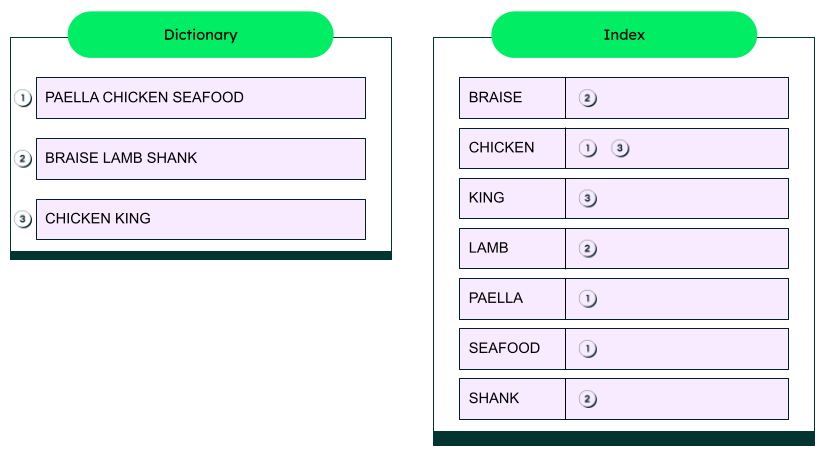 Dictionary
1 PAELLA CHICKEN SEAFOOD
2 BRAISE LAMB SHANK
3 CHICKEN KING
Index
BRAISE 2
CHICKEN 1 3
KING 3
LAMB 2
PAELLA 1
SEAFOOD 1
SHANK 2